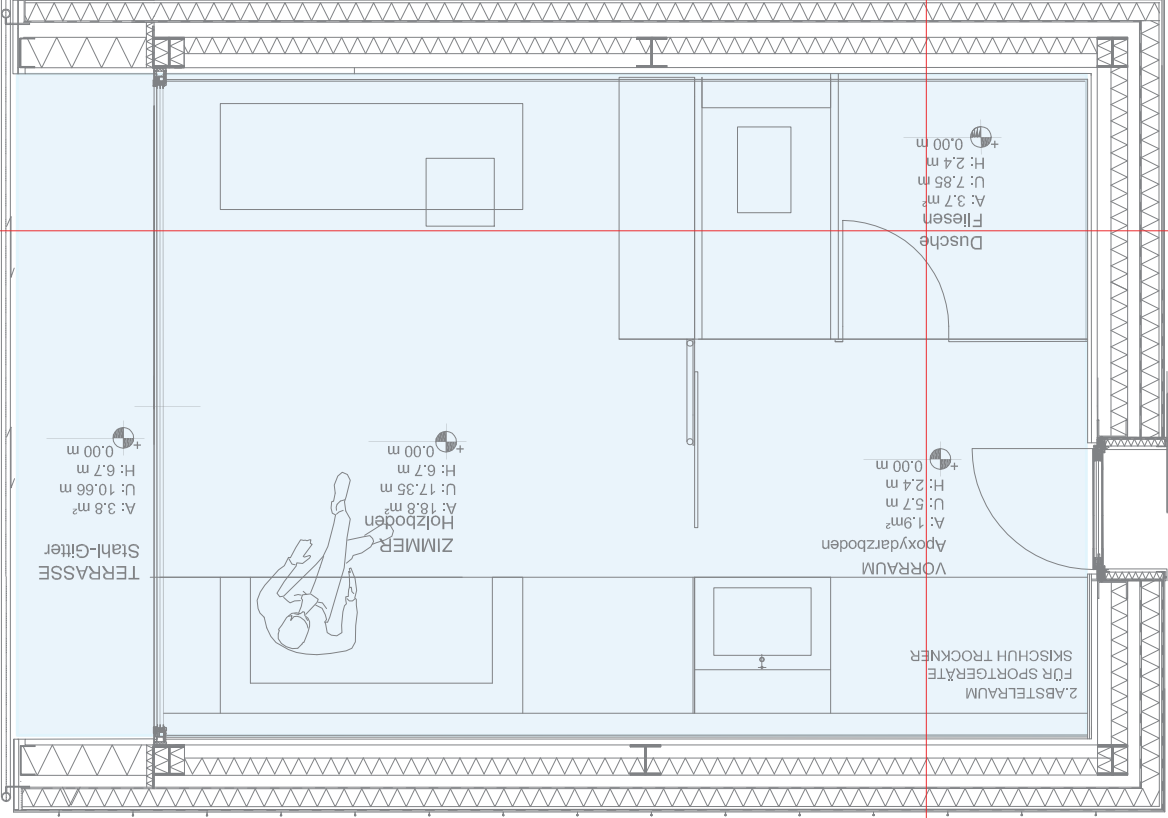 2.ABSTELRAUM
FÜR SPORTGERÄTE
SKISCHUH TROCKNER
VORRAUM
Apoxydarzboden
A: 1.9m²
U: 5.7 m
H: 2.4 m
0.00 m
ZIMMER
Holzboden
A: 18.8 m²
U: 17.35 m
H: 6.7 m
0.00 m
TERRASSE
Stahl-Gitter
A: 3.8 m²
U: 10.66 m
H: 6.7 m
0.00 m
Dusche
Fliesen
A: 3.7 m²
U: 7.85 m
H: 2.4 m
0.00 m